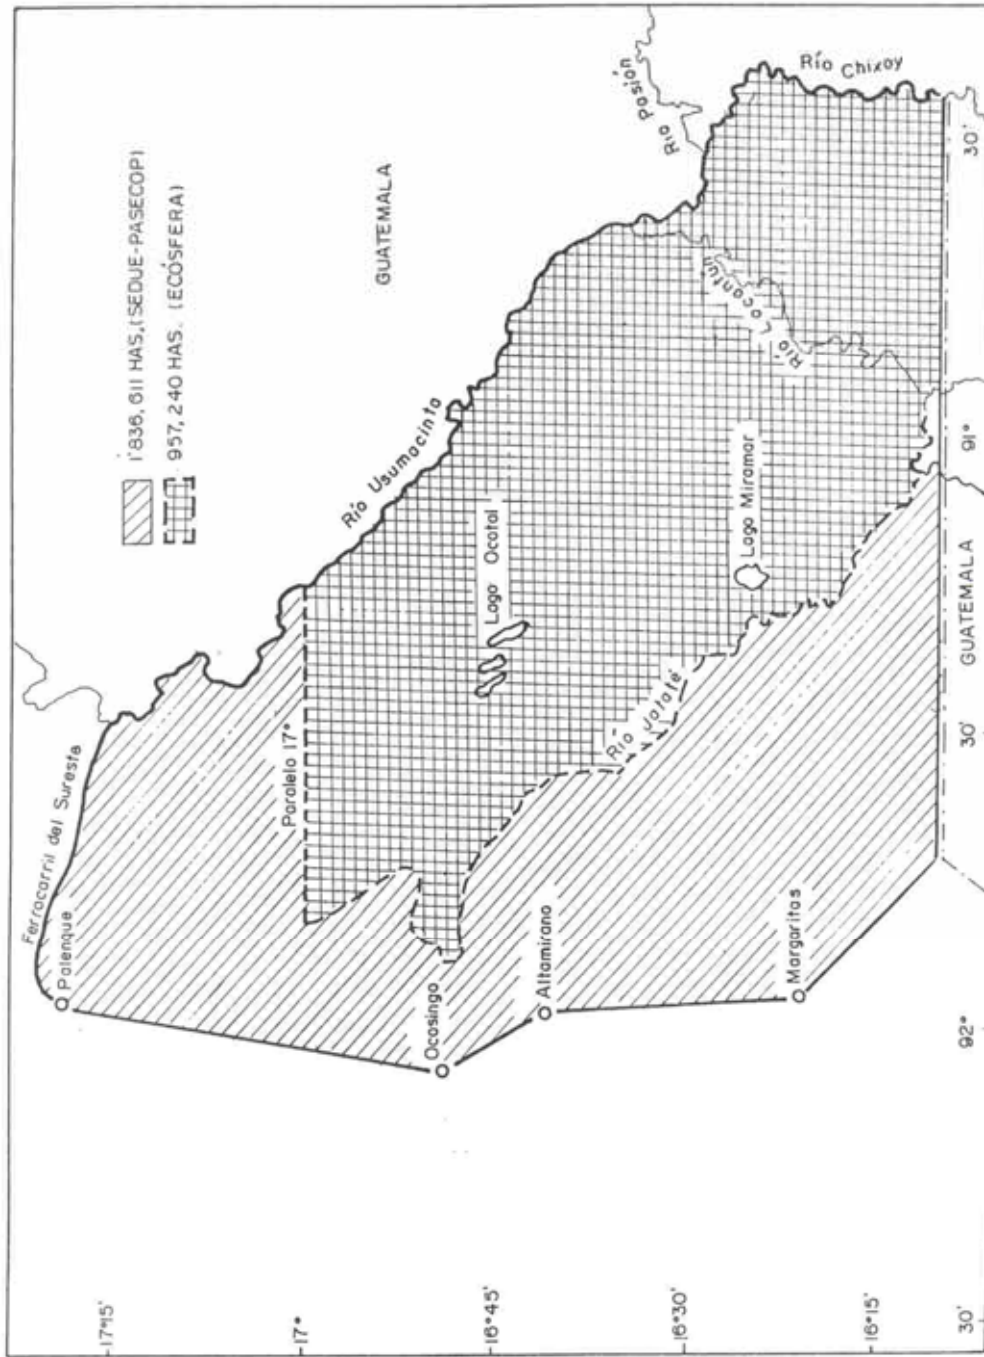 1'836,611 HAS.(SEDUE-PASECOP)
957,240 HAS. (ECÓSFERA)
GUATEMALA
Ferrocarril del Sureste
Palenque
Río Usumacinta
Río Pasión
Río Chixoy
Paralelo 17°
Lago Ocotal
Ocosingo
Río Lacantun
Altamirano
Río Jataté
Lago Miramar
Margaritas
GUATEMALA
17°15'
17°
16°45'
16°30'
16°15'
30'
92°
30'
91°
30'